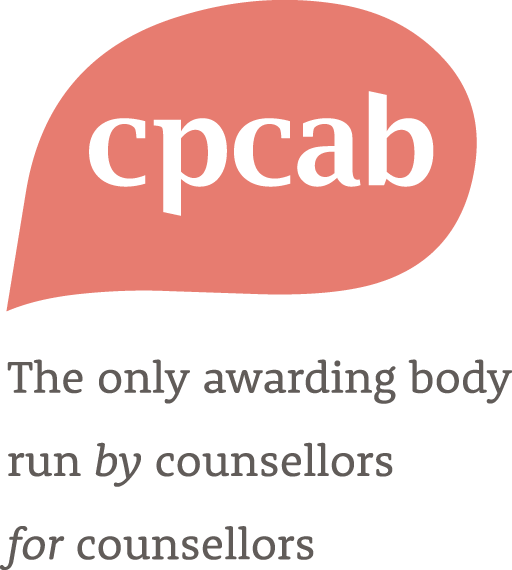 cpcab
The only awarding body
run by counsellors
for counsellors